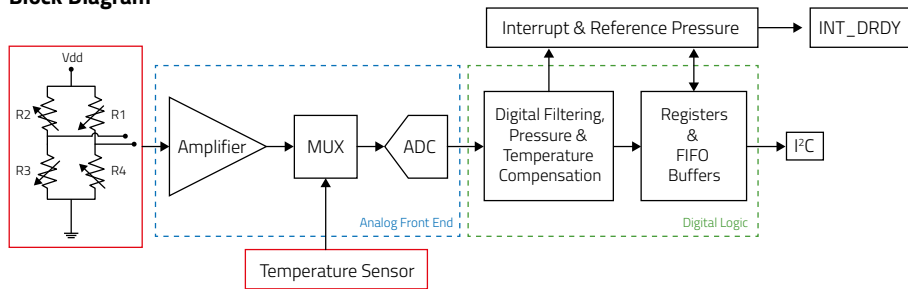 Block Diagram
Interrupt & Reference Pressure
INT_DRDY
Vdd
R2
R1
R3
R4
Amplifier
MUX
ADC
Digital Filtering,
Pressure &
Temperature
Compensation
Registers
&
FIFO
Buffers
I²C
Analog Front End
Digital Logic
Temperature Sensor